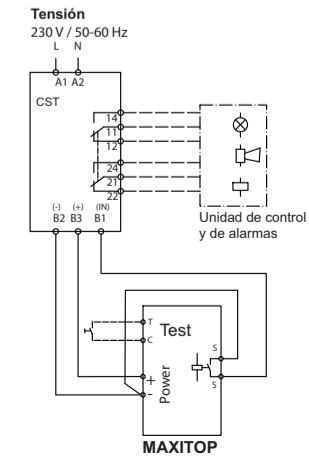 Tensión
230 V / 50-60 Hz
L N
A1 A2
CST
14
11
12
24
21
22
(-) (+) (IN)
B2 B3 B1
Unidad de control
y de alarmas
T
Test
C
S
+
Power
S
-
MAXITOP